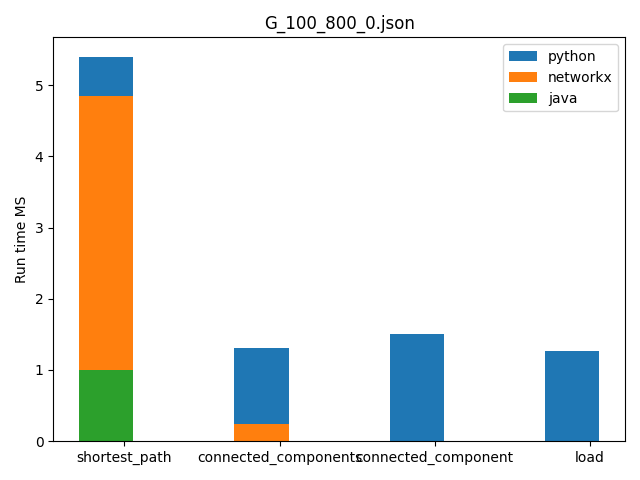 G_100_800_0.json
python
networkx
java
Run time MS
5
4
3
2
1
0
shortest_path
connected_components
connected_component
load